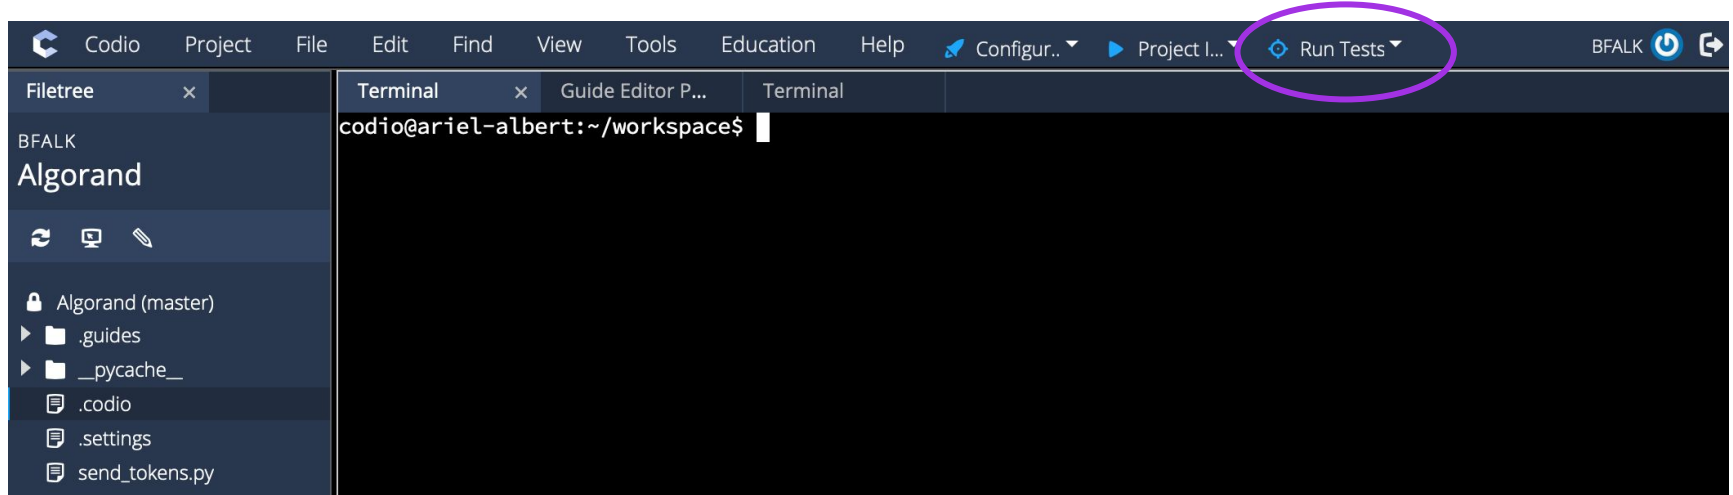 Codio Project File Edit Find View Tools Education Help Configur.. Project I... Run Tests BFALK
Filetree × Terminal × Guide Editor P... Terminal
codio@ariel-albert:~/workspace$
BFALK
Algorand
Algorand (master)
.guides
__pycache__
.codio
.settings
send_tokens.py